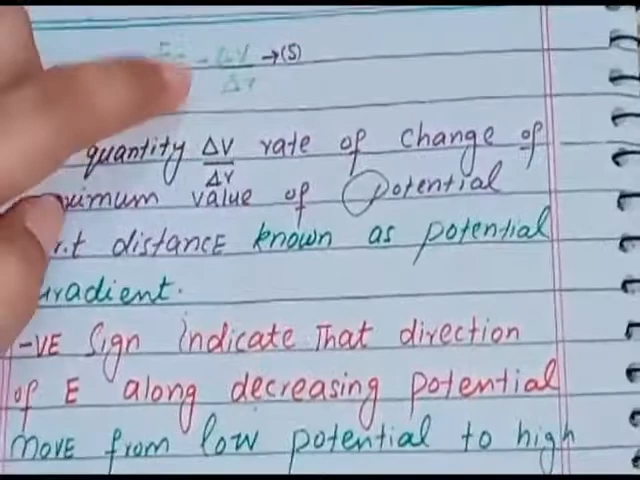 = - ΔV →(5)
Δr
quantity ΔV/Δr rate of change of
value of potential
distance known as potential
gradient.
-VE Sign indicate That direction
of E along decreasing potential
move from low potential to high